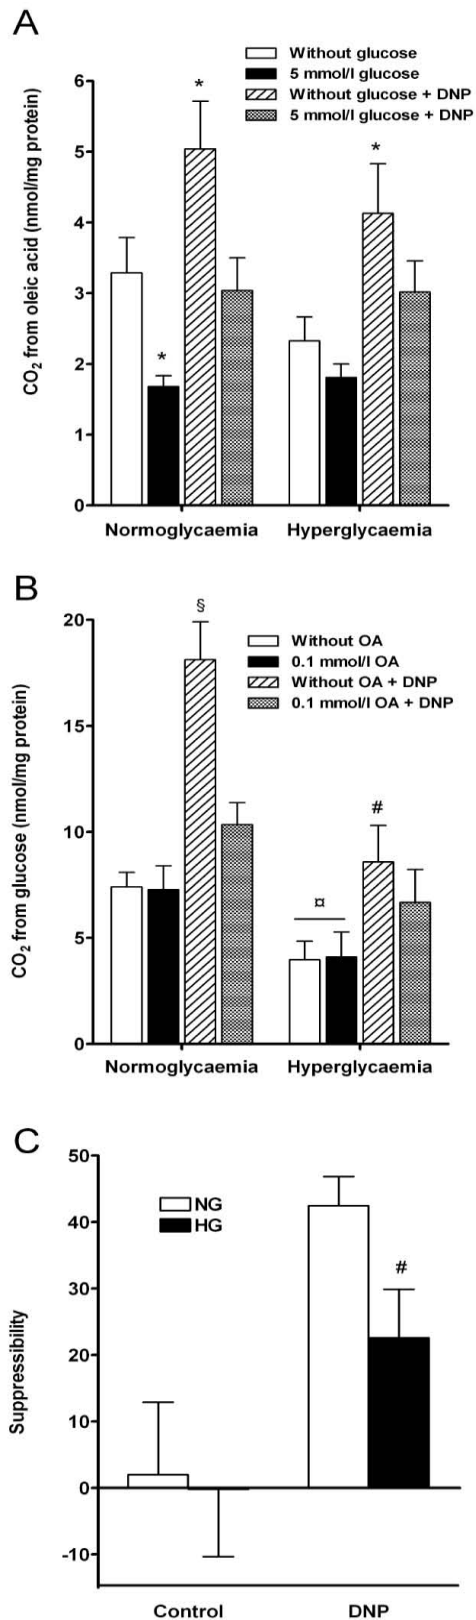 A
Without glucose
5 mmol/l glucose
Without glucose + DNP
5 mmol/l glucose + DNP
CO2 from oleic acid (nmol/mg protein)
6
5
4
3
2
1
0
*
*
*
Normoglycaemia Hyperglycaemia
B
Without OA
0.1 mmol/l OA
Without OA + DNP
0.1 mmol/l OA + DNP
CO2 from glucose (nmol/mg protein)
20
15
10
5
0
§
#
¤
Normoglycaemia Hyperglycaemia
C
NG
HG
Suppressibility
50
40
30
20
10
0
-10
#
Control DNP